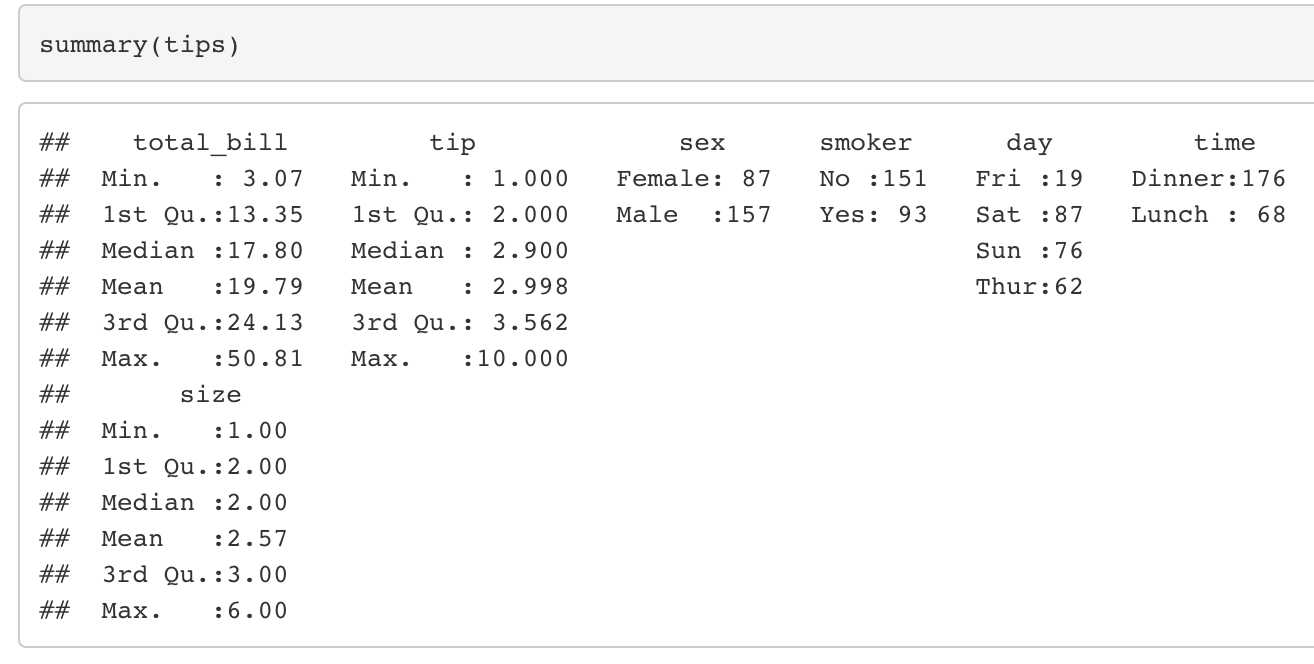 summary(tips)
##    total_bill         tip             sex       smoker      day         time    
##  Min.   : 3.07   Min.   : 1.000   Female: 87   No :151   Fri :19   Dinner:176  
##  1st Qu.:13.35   1st Qu.: 2.000   Male  :157   Yes: 93   Sat :87   Lunch : 68  
##  Median :17.80   Median : 2.900                          Sun :76               
##  Mean   :19.79   Mean   : 2.998                          Thur:62               
##  3rd Qu.:24.13   3rd Qu.: 3.562                                                
##  Max.   :50.81   Max.   :10.000                                                
##       size     
##  Min.   :1.00  
##  1st Qu.:2.00  
##  Median :2.00  
##  Mean   :2.57  
##  3rd Qu.:3.00  
##  Max.   :6.00